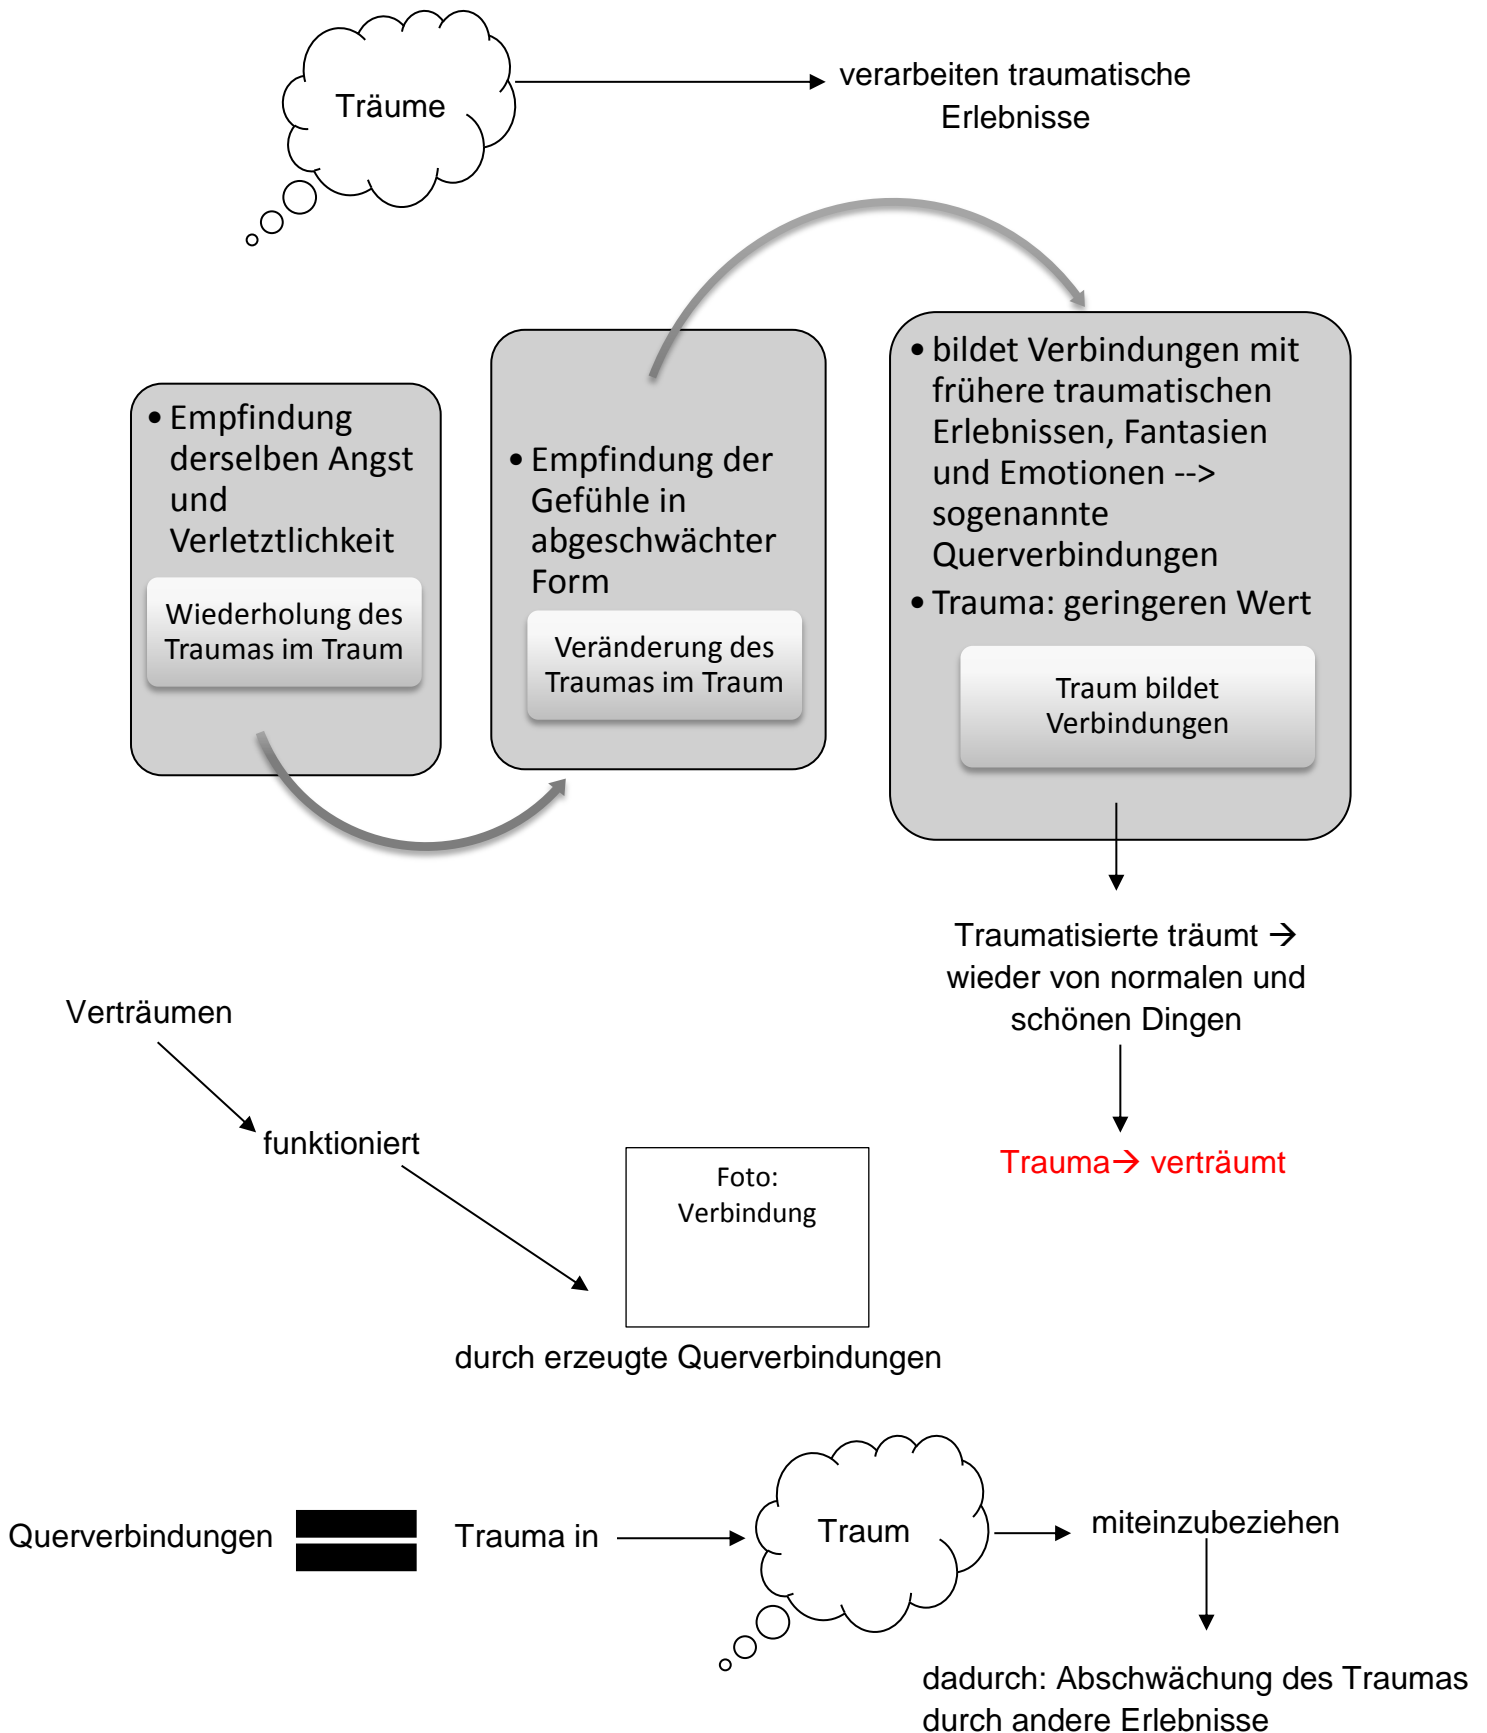 Träume
verarbeiten traumatische
Erlebnisse
• Empfindung
derselben Angst
und
Verletztlichkeit
Wiederholung des
Traumas im Traum
• Empfindung der
Gefühle in
abgeschwächter
Form
Veränderung des
Traumas im Traum
• bildet Verbindungen mit
frühere traumatischen
Erlebnissen, Fantasien
und Emotionen -->
sogenannte
Querverbindungen
• Trauma: geringeren Wert
Traum bildet
Verbindungen
Traumatisierte träumt →
wieder von normalen und
schönen Dingen
Trauma→ verträumt
Verträumen
funktioniert
Foto:
Verbindung
durch erzeugte Querverbindungen
Querverbindungen
Trauma in
Traum
miteinzubeziehen
dadurch: Abschwächung des Traumas
durch andere Erlebnisse